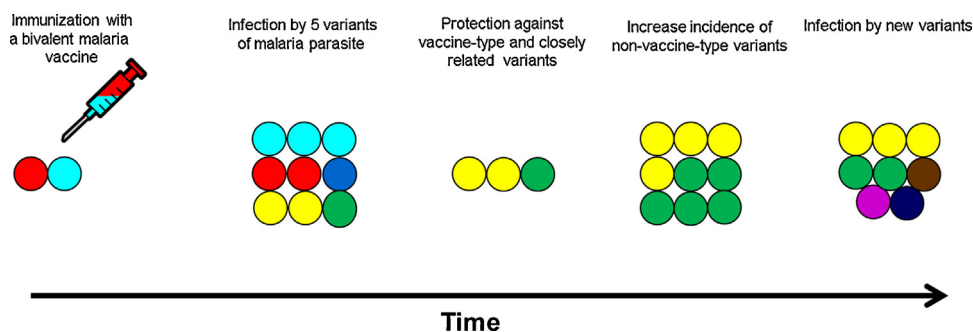 Immunization with
a bivalent malaria
vaccine
Infection by 5 variants
of malaria parasite
Protection against
vaccine-type and closely
related variants
Increase incidence of
non-vaccine-type variants
Infection by new variants
Time